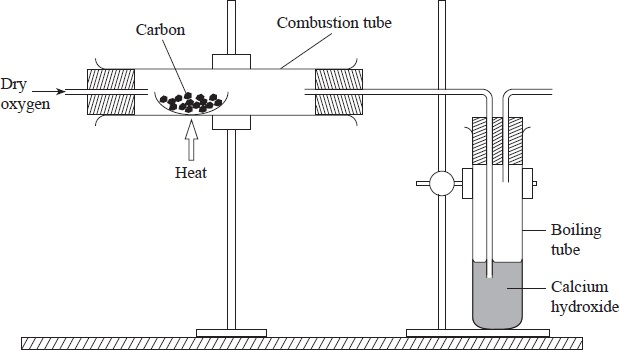 Carbon
Combustion tube
Dry
oxygen
Heat
Boiling
tube
Calcium
hydroxide